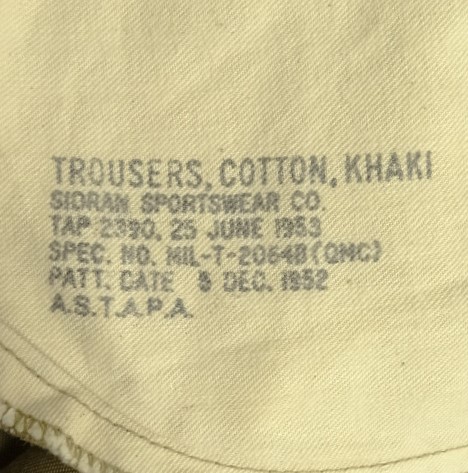 TROUSERS, COTTON, KHAKI
SIDRAN SPORTSWEAR CO.
TAP 2390, 25 JUNE 1953
SPEC. NO. MIL-T-2064B (QMC)
PATT. DATE 8 DEC. 1952
A.S.T.A.P.A.